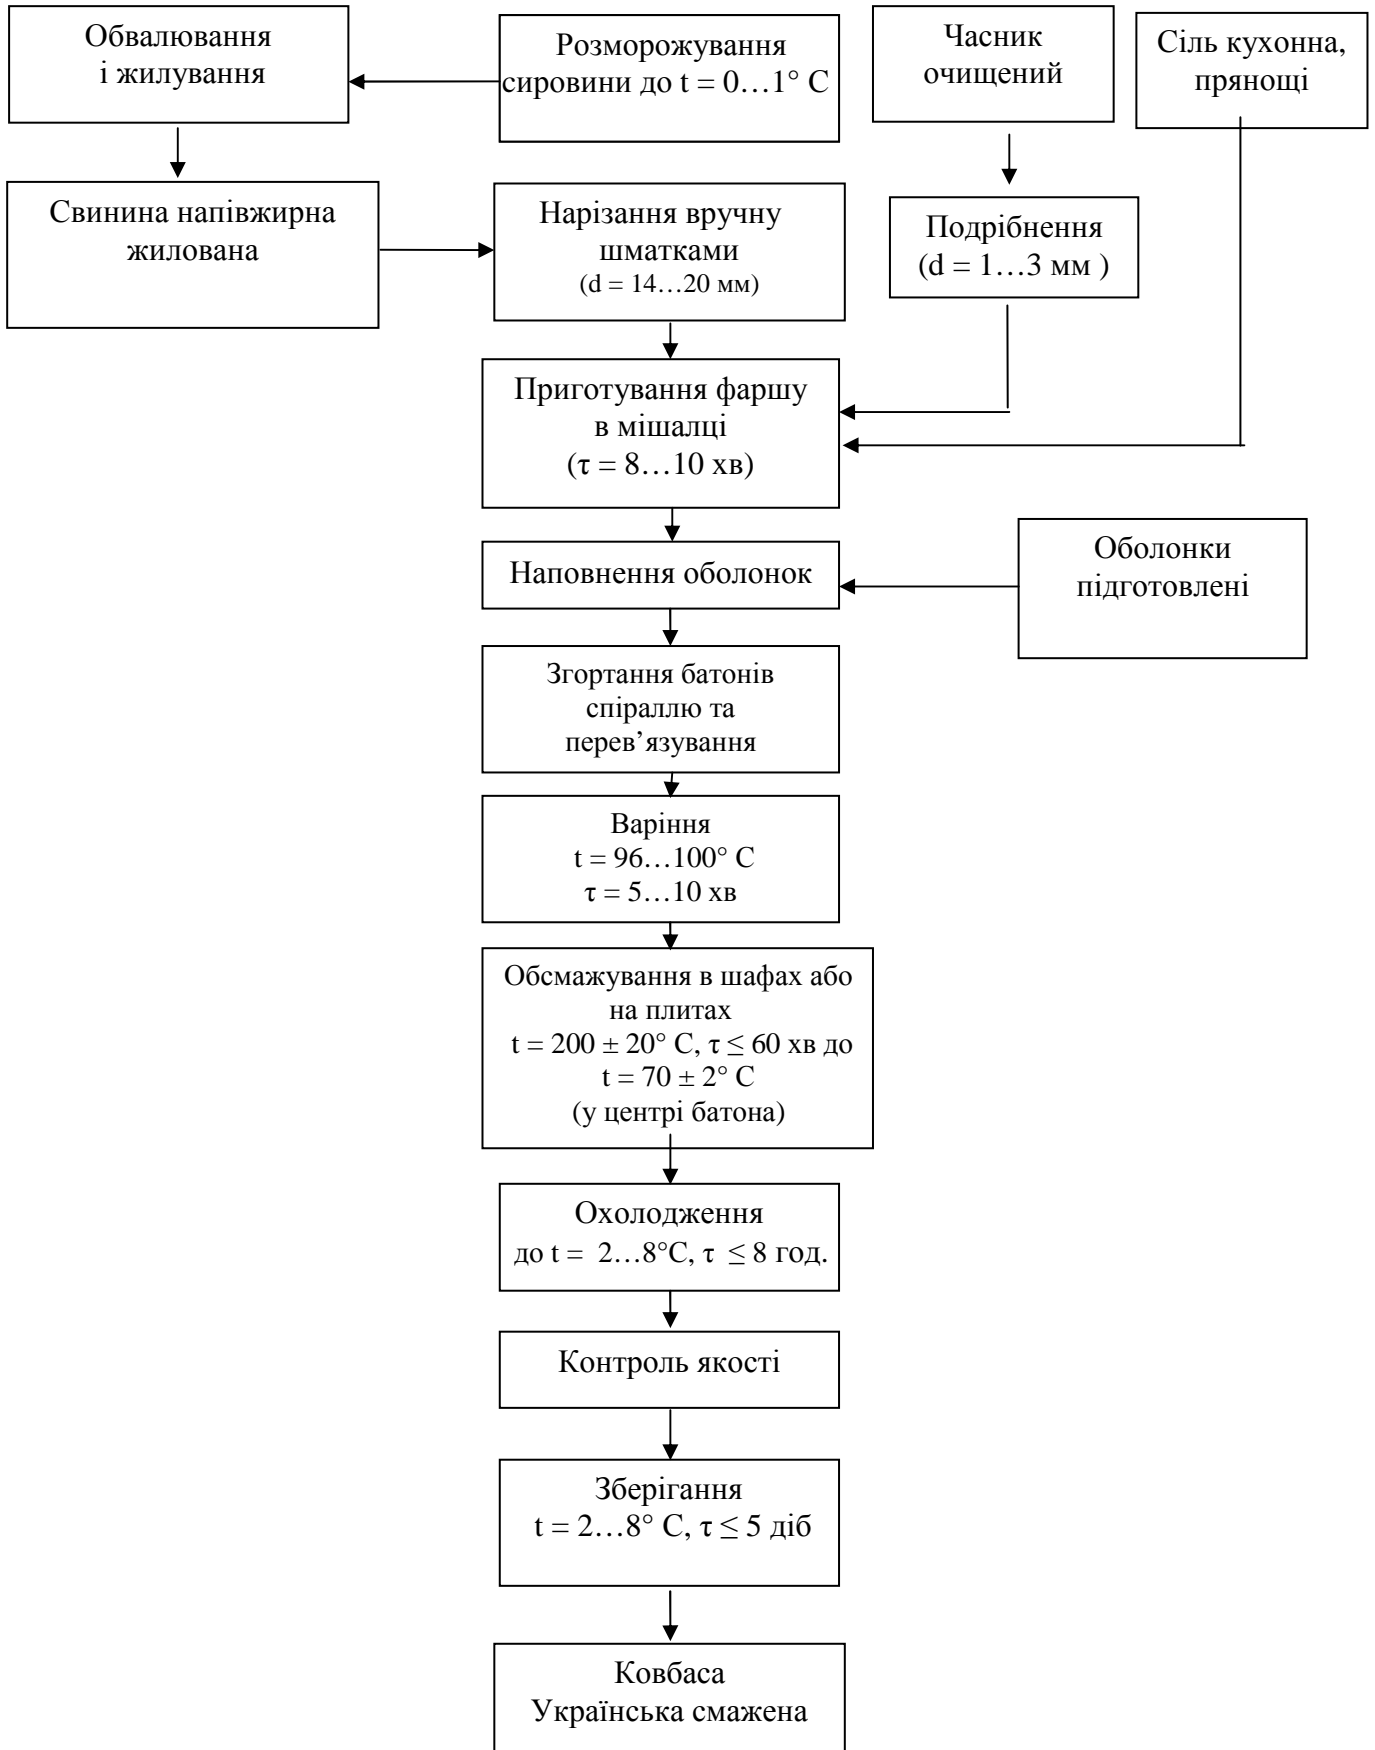 Обвалювання
і жилування
Розморожування
сировини до t = 0…1° С
Часник
очищений
Сіль кухонна,
прянощі
Свинина напівжирна
жилована
Нарізання вручну
шматками
(d = 14…20 мм)
Подрібнення
(d = 1…3 мм )
Приготування фаршу
в мішалці
(τ = 8…10 хв)
Наповнення оболонок
Оболонки
підготовлені
Згортання батонів
спіраллю та
перев’язування
Варіння
t = 96…100° С
τ = 5…10 хв
Обсмажування в шафах або
на плитах
t = 200 ± 20° С, τ ≤ 60 хв до
t = 70 ± 2° С
(у центрі батона)
Охолодження
до t = 2…8°С, τ ≤ 8 год.
Контроль якості
Зберігання
t = 2…8° С, τ ≤ 5 діб
Ковбаса
Українська смажена